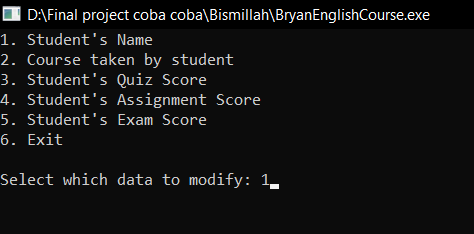 D:\Final project coba coba\Bismillah\BryanEnglishCourse.exe
1. Student's Name
2. Course taken by student
3. Student's Quiz Score
4. Student's Assignment Score
5. Student's Exam Score
6. Exit
Select which data to modify: 1